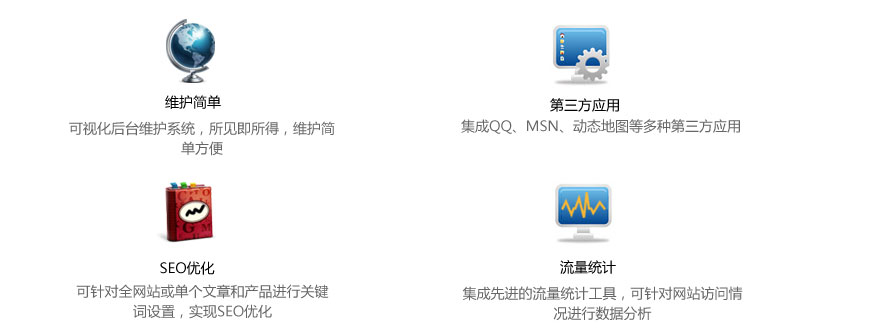 维护简单
可视化后台维护系统，所见即所得，维护简
单方便
第三方应用
集成QQ、MSN、动态地图等多种第三方应用
SEO优化
可针对全网站或单个文章和产品进行关键
词设置，实现SEO优化
流量统计
集成先进的流量统计工具，可针对网站访问情
况进行数据分析